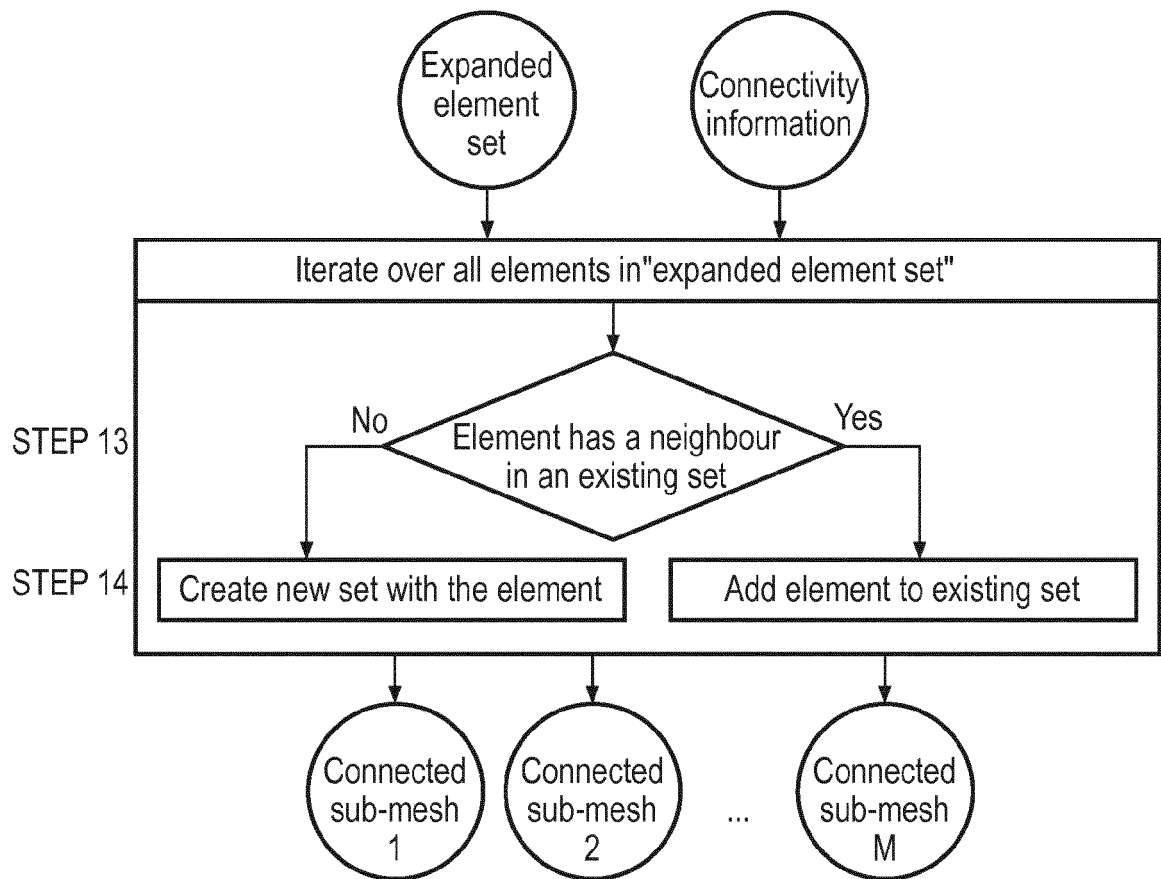 Expanded
element
set
Connectivity
information
Iterate over all elements in"expanded element set"
No
Yes
STEP 13
Element has a neighbour
in an existing set
STEP 14
Create new set with the element
Add element to existing set
Connected
sub-mesh
1
Connected
sub-mesh
2
...
Connected
sub-mesh
M